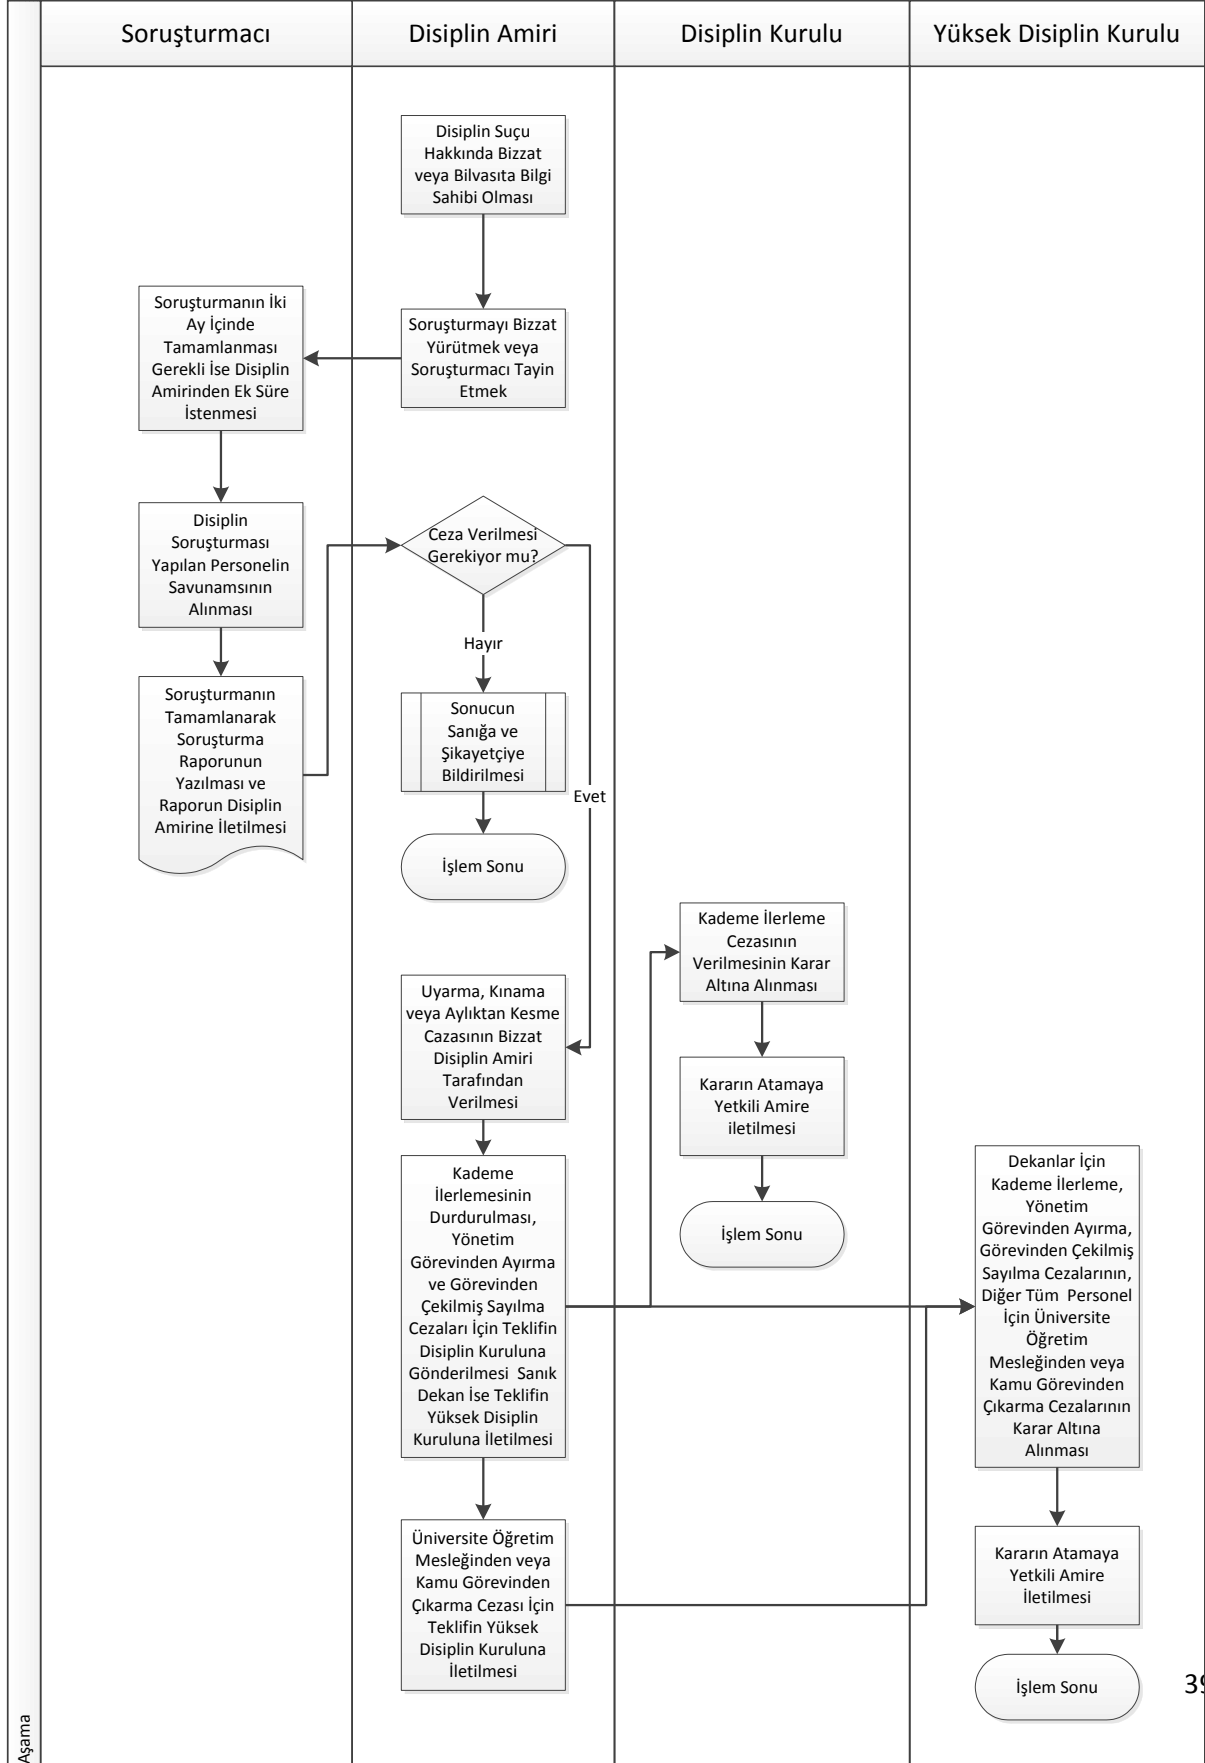 Soruşturmacı
Disiplin Amiri
Disiplin Kurulu
Yüksek Disiplin Kurulu
Disiplin Suçu
Hakkında Bizzat
veya Bilvasıta Bilgi
Sahibi Olması
Soruşturmayı Bizzat
Yürütmek veya
Soruşturmacı Tayin
Etmek
Soruşturmanın İki
Ay İçinde
Tamamlanması
Gerekli İse Disiplin
Amirinden Ek Süre
İstenmesi
Disiplin
Soruşturması
Yapılan Personelin
Savunamsının
Alınması
Soruşturmanın
Tamamlanarak
Soruşturma
Raporunun
Yazılması ve
Raporun Disiplin
Amirine İletilmesi
Ceza Verilmesi
Gerekiyor mu?
Hayır
Sonucun
Sanığa ve
Şikayetçiye
Bildirilmesi
Evet
İşlem Sonu
Uyarma, Kınama
veya Aylıktan Kesme
Cazasının Bizzat
Disiplin Amiri
Tarafından
Verilmesi
Kademe
İlerlemesinin
Durdurulması,
Yönetim
Görevinden Ayırma
ve Görevinden
Çekilmiş Sayılma
Cezaları İçin Teklifin
Disiplin Kuruluna
Gönderilmesi Sanık
Dekan İse Teklifin
Yüksek Disiplin
Kuruluna İletilmesi
Üniversite Öğretim
Mesleğinden veya
Kamu Görevinden
Çıkarma Cezası İçin
Teklifin Yüksek
Disiplin Kuruluna
İletilmesi
Kademe İlerleme
Cezasının
Verilmesinin Karar
Altına Alınması
Kararın Atamaya
Yetkili Amire
iletilmesi
İşlem Sonu
Dekanlar İçin
Kademe İlerleme,
Yönetim
Görevinden Ayırma,
Görevinden Çekilmiş
Sayılma Cezalarının,
Diğer Tüm Personel
İçin Üniversite
Öğretim
Mesleğinden veya
Kamu Görevinden
Çıkarma Cezalarının
Karar Altına
Alınması
Kararın Atamaya
Yetkili Amire
İletilmesi
İşlem Sonu
39
Aşama